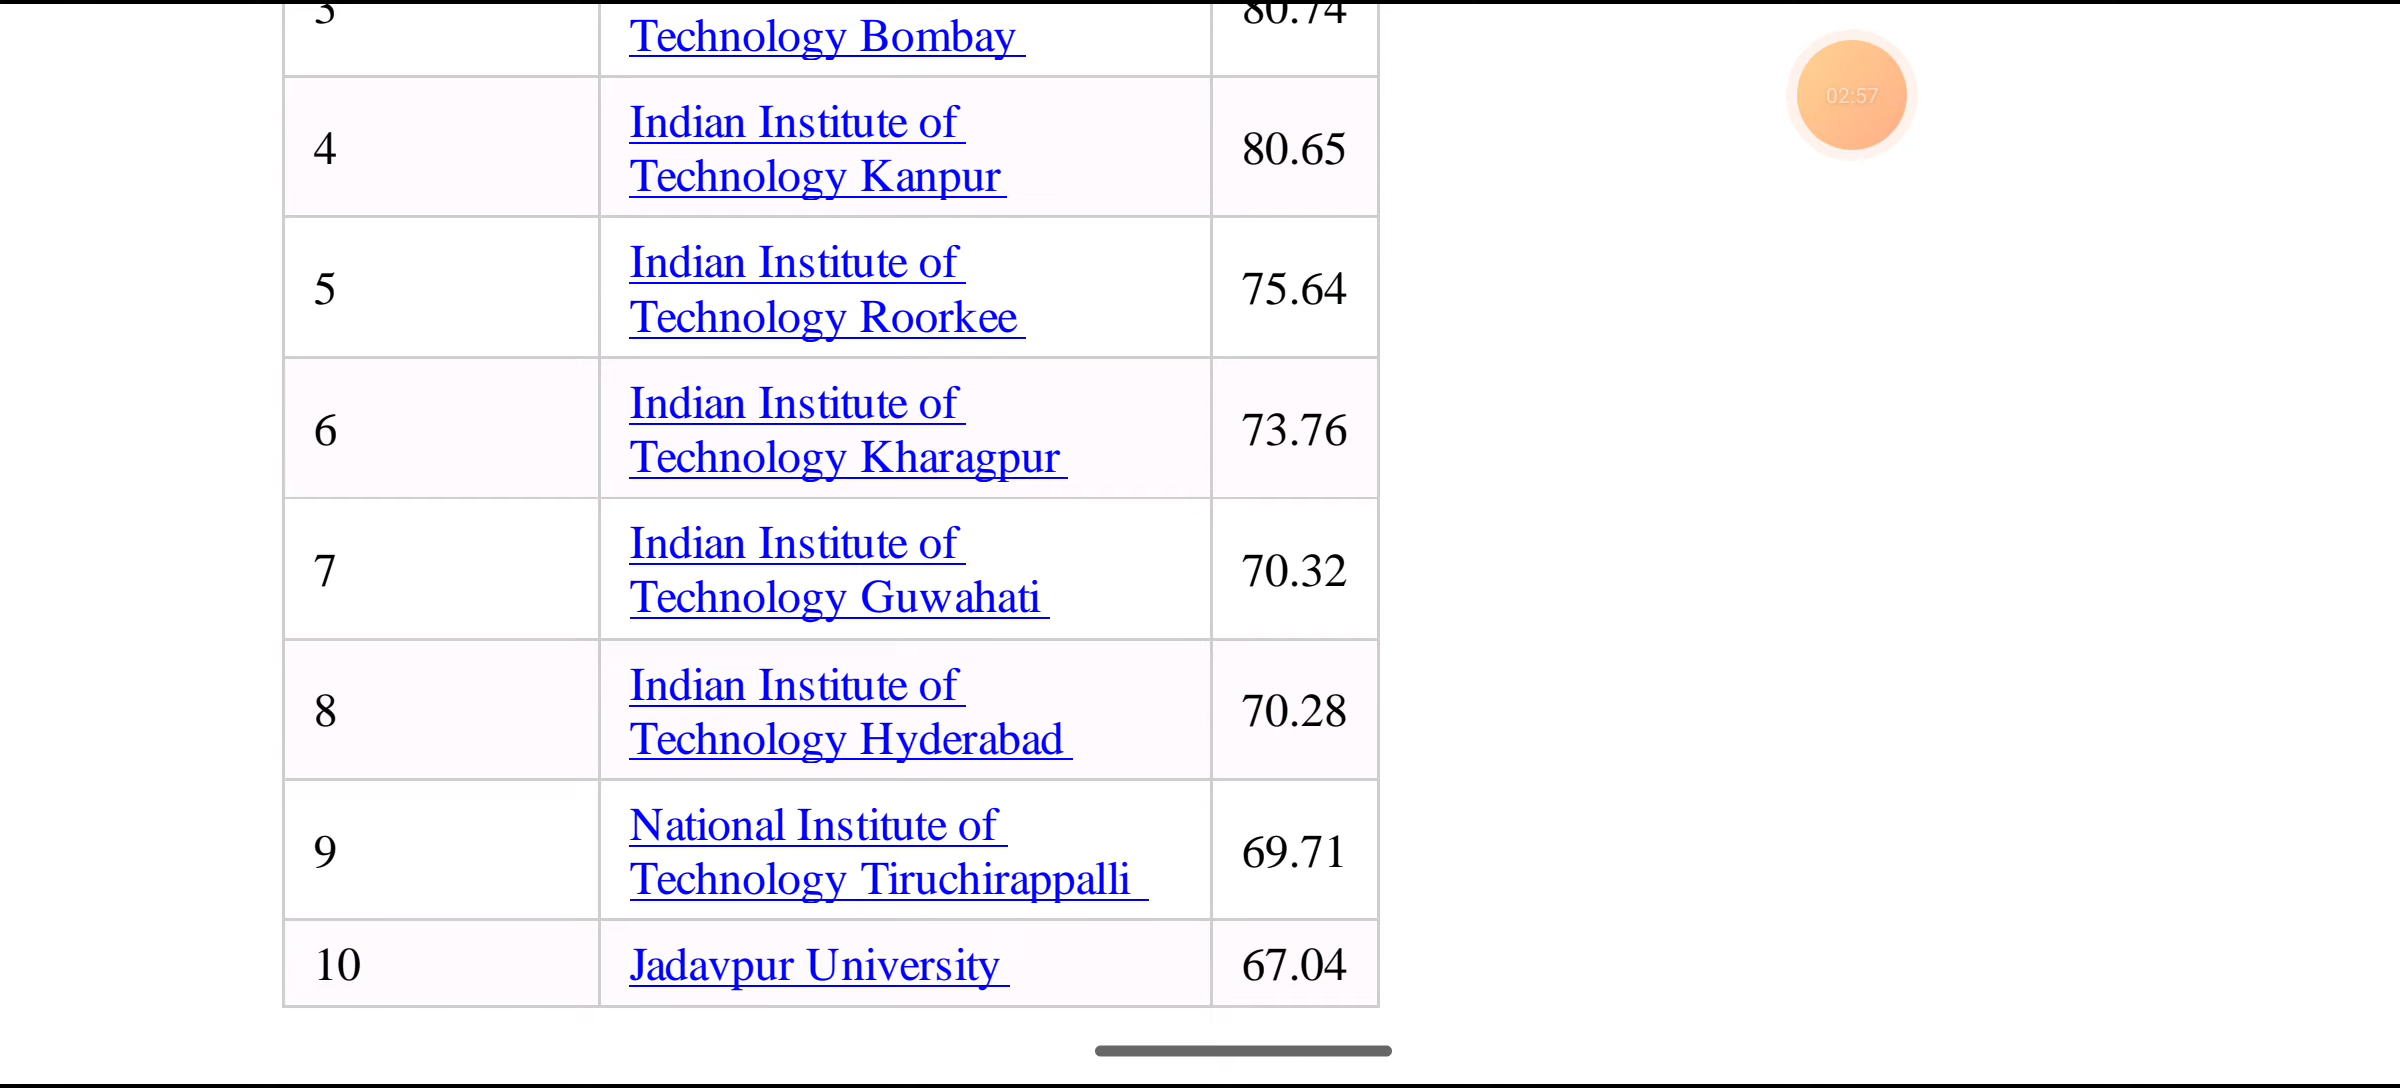 3
Technology Bombay
80.74
02:57
4
Indian Institute of
Technology Kanpur
80.65
5
Indian Institute of
Technology Roorkee
75.64
6
Indian Institute of
Technology Kharagpur
73.76
7
Indian Institute of
Technology Guwahati
70.32
8
Indian Institute of
Technology Hyderabad
70.28
9
National Institute of
Technology Tiruchirappalli
69.71
10
Jadavpur University
67.04